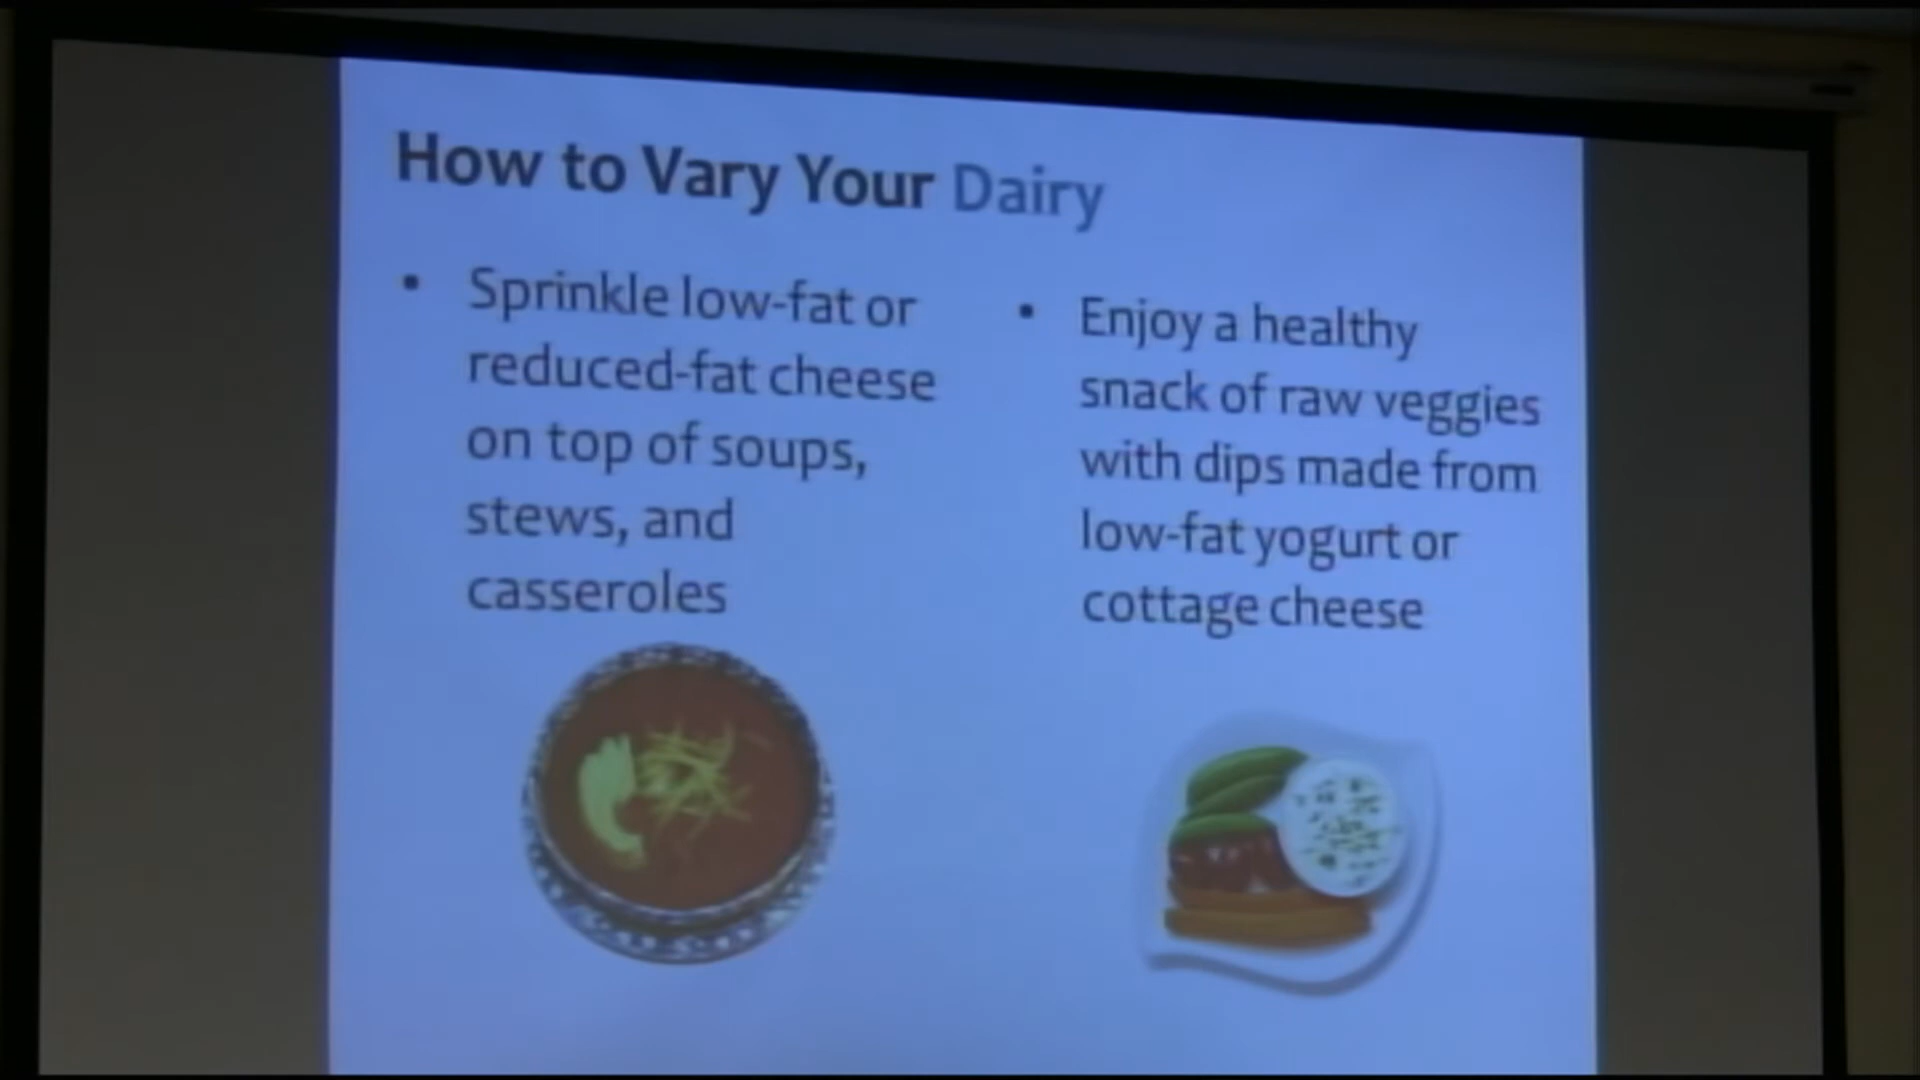 How to Vary Your Dairy
• Sprinkle low-fat or
reduced-fat cheese
on top of soups,
stews, and
casseroles
• Enjoy a healthy
snack of raw veggies
with dips made from
low-fat yogurt or
cottage cheese